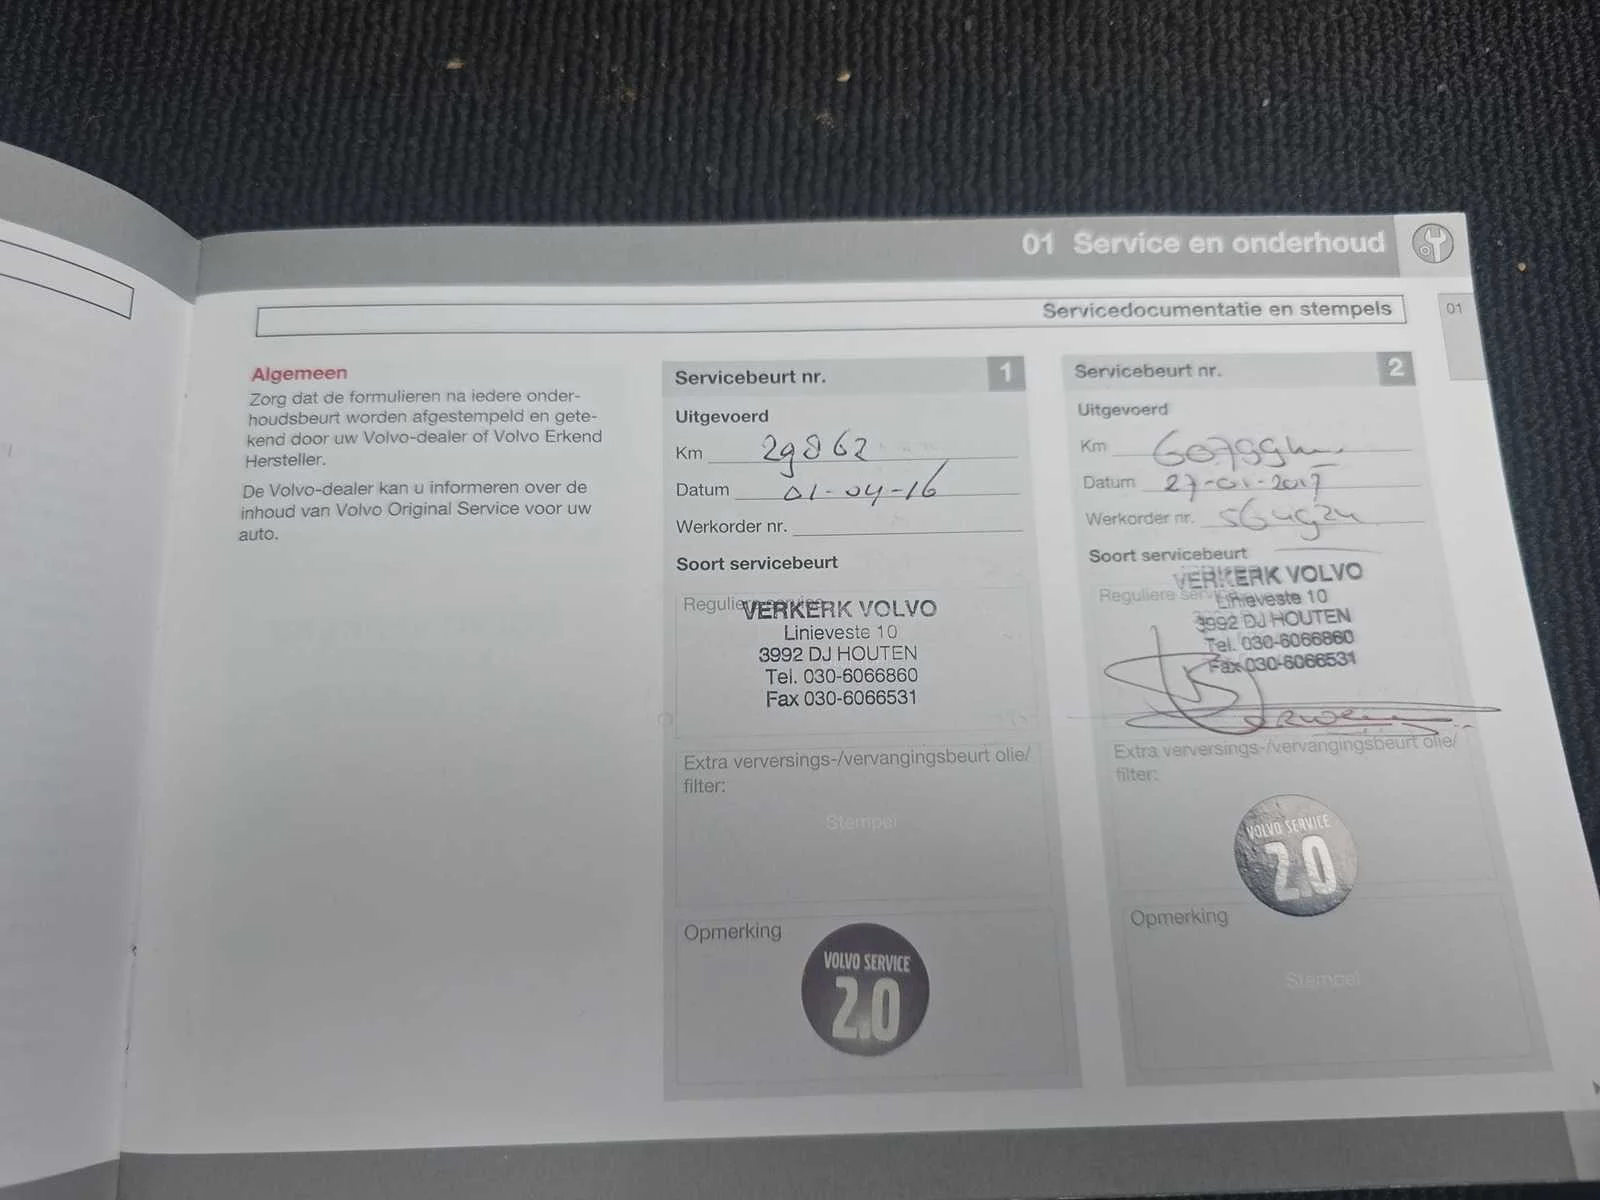 01 Service en onderhoud
Servicedocumentatie en stempels
01
Algemeen
Zorg dat de formulieren na iedere onder-
houdsbeurt worden afgestempeld en gete-
kend door uw Volvo-dealer of Volvo Erkend
Hersteller.
De Volvo-dealer kan u informeren over de
inhoud van Volvo Original Service voor uw
auto.
Servicebeurt nr. 1
Uitgevoerd
Km 29862
Datum 01-04-16
Werkorder nr.
Soort servicebeurt
Reguliere service
VERKERK VOLVO
Linieveste 10
3992 DJ HOUTEN
Tel. 030-6066860
Fax 030-6066531
Extra verversings-/vervangingsbeurt olie/
filter:
Stempel
Opmerking
VOLVO SERVICE
2.0
Servicebeurt nr. 2
Uitgevoerd
Km 60799km
Datum 27-01-2017
Werkorder nr.
Soort servicebeurt
VERKERK VOLVO
Reguliere service
Linieveste 10
3992 DJ HOUTEN
Tel. 030-6066860
Fax 030-6066531
Extra verversings-/vervangingsbeurt olie/
filter:
VOLVO SERVICE
2.0
Opmerking
Stempel